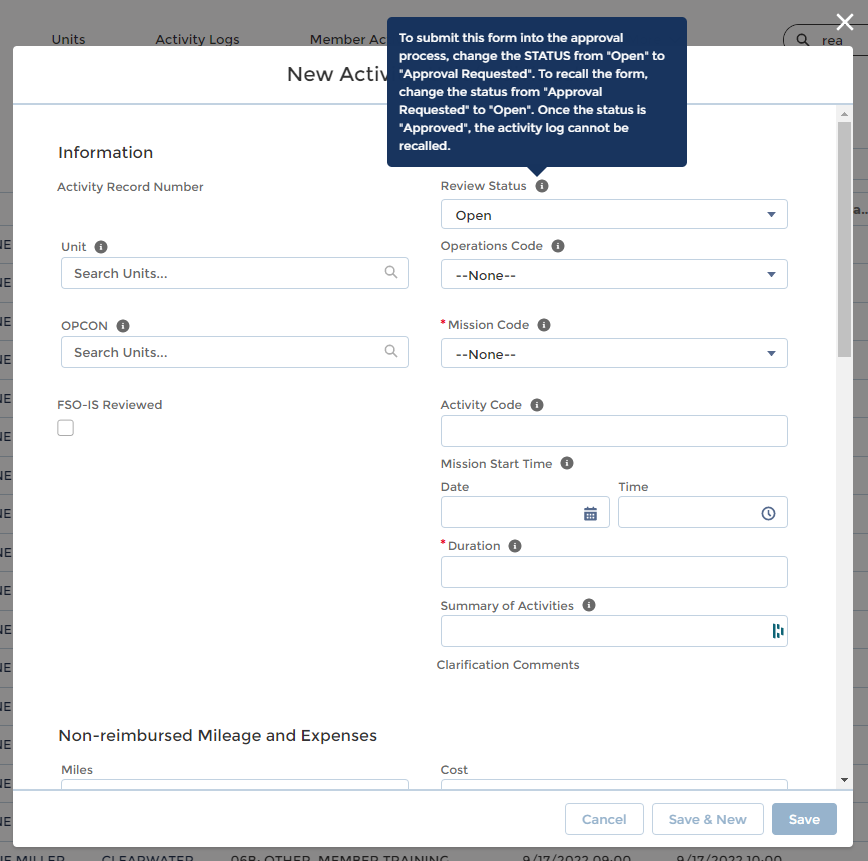 Units
Activity Logs
Member Ac
rea
New Activ
To submit this form into the approval
process, change the STATUS from "Open" to
"Approval Requested". To recall the form,
change the status from "Approval
Requested" to "Open". Once the status is
"Approved", the activity log cannot be
recalled.
Information
Activity Record Number
Review Status
Open
Unit
Operations Code
Search Units...
--None--
OPCON
* Mission Code
Search Units...
--None--
FSO-IS Reviewed
Activity Code
Mission Start Time
Date
Time
* Duration
Summary of Activities
Clarification Comments
Non-reimbursed Mileage and Expenses
Miles
Cost
Cancel
Save & New
Save
NE MILLER CLEARWATER 06B: OTHER MEMBER TRAINING 9/17/2022 09:00 9/17/2022 10:00